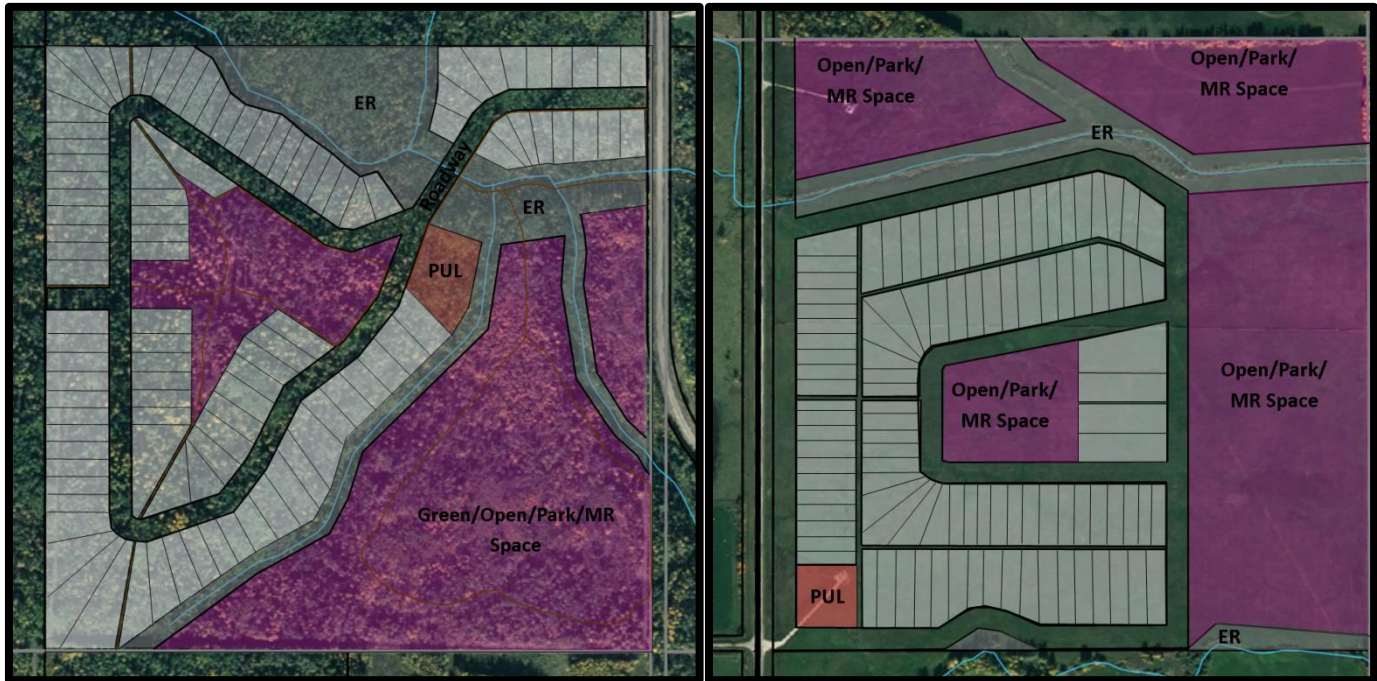 ER
Roadway
ER
PUL
Green/Open/Park/MR
Space
Open/Park/
MR Space
Open/Park/
MR Space
ER
Open/Park/
MR Space
Open/Park/
MR Space
PUL
ER